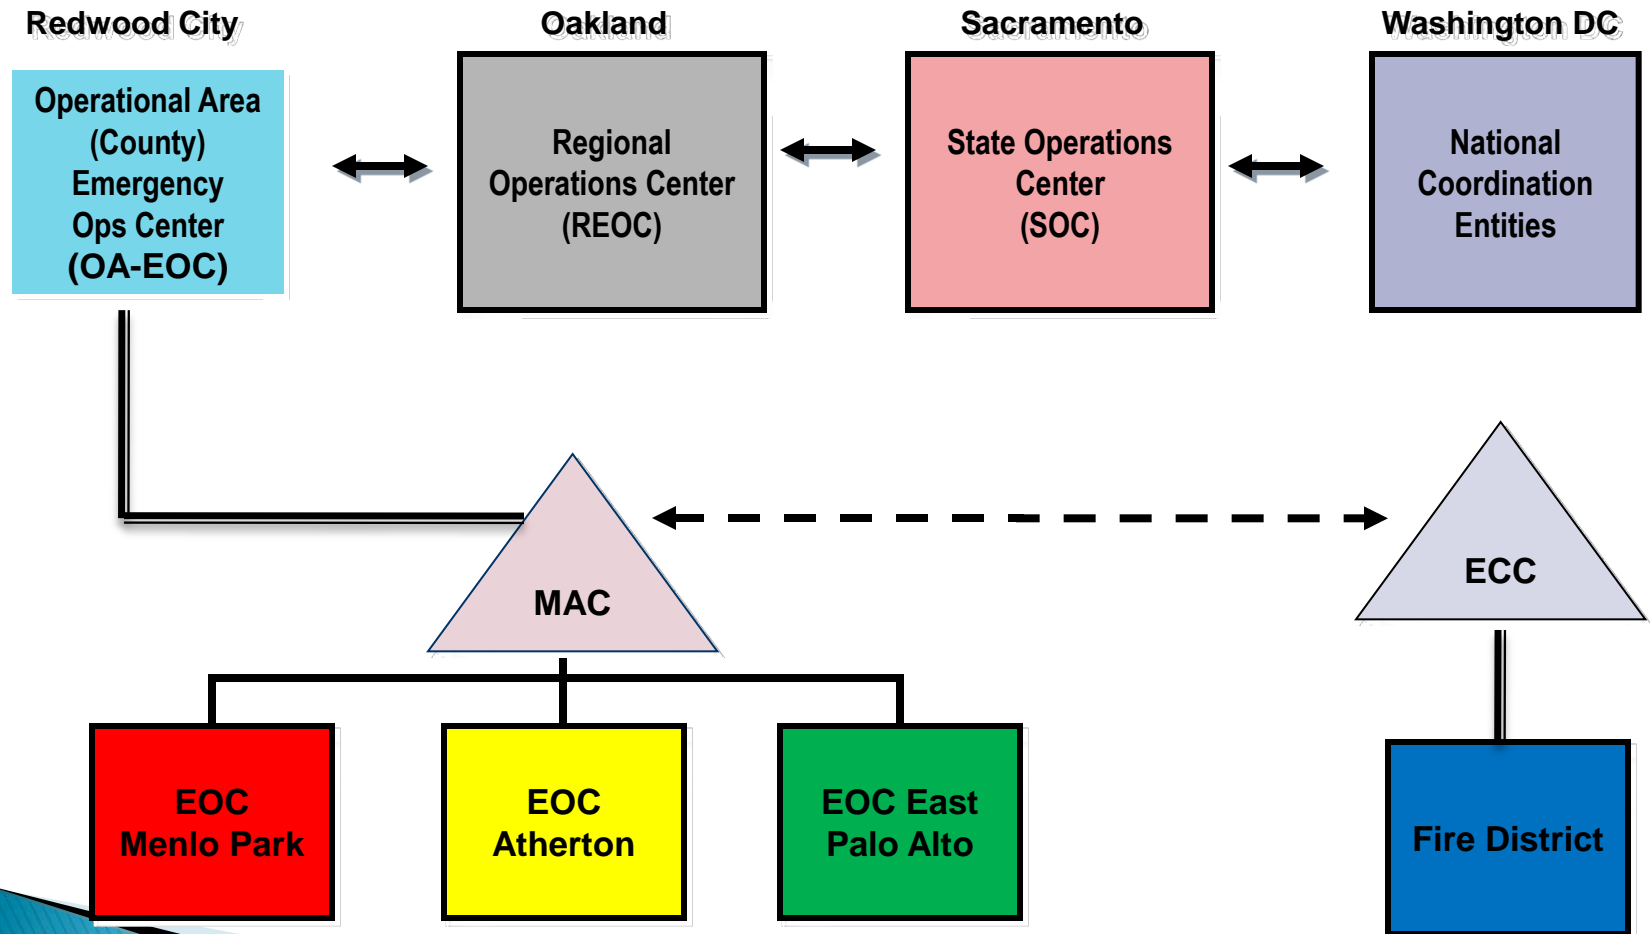 Redwood City
Oakland
Sacramento
Washington DC
Operational Area
(County)
Emergency
Ops Center
(OA-EOC)
Regional
Operations Center
(REOC)
State Operations
Center
(SOC)
National
Coordination
Entities
MAC
ECC
EOC
Menlo Park
EOC
Atherton
EOC East
Palo Alto
Fire District